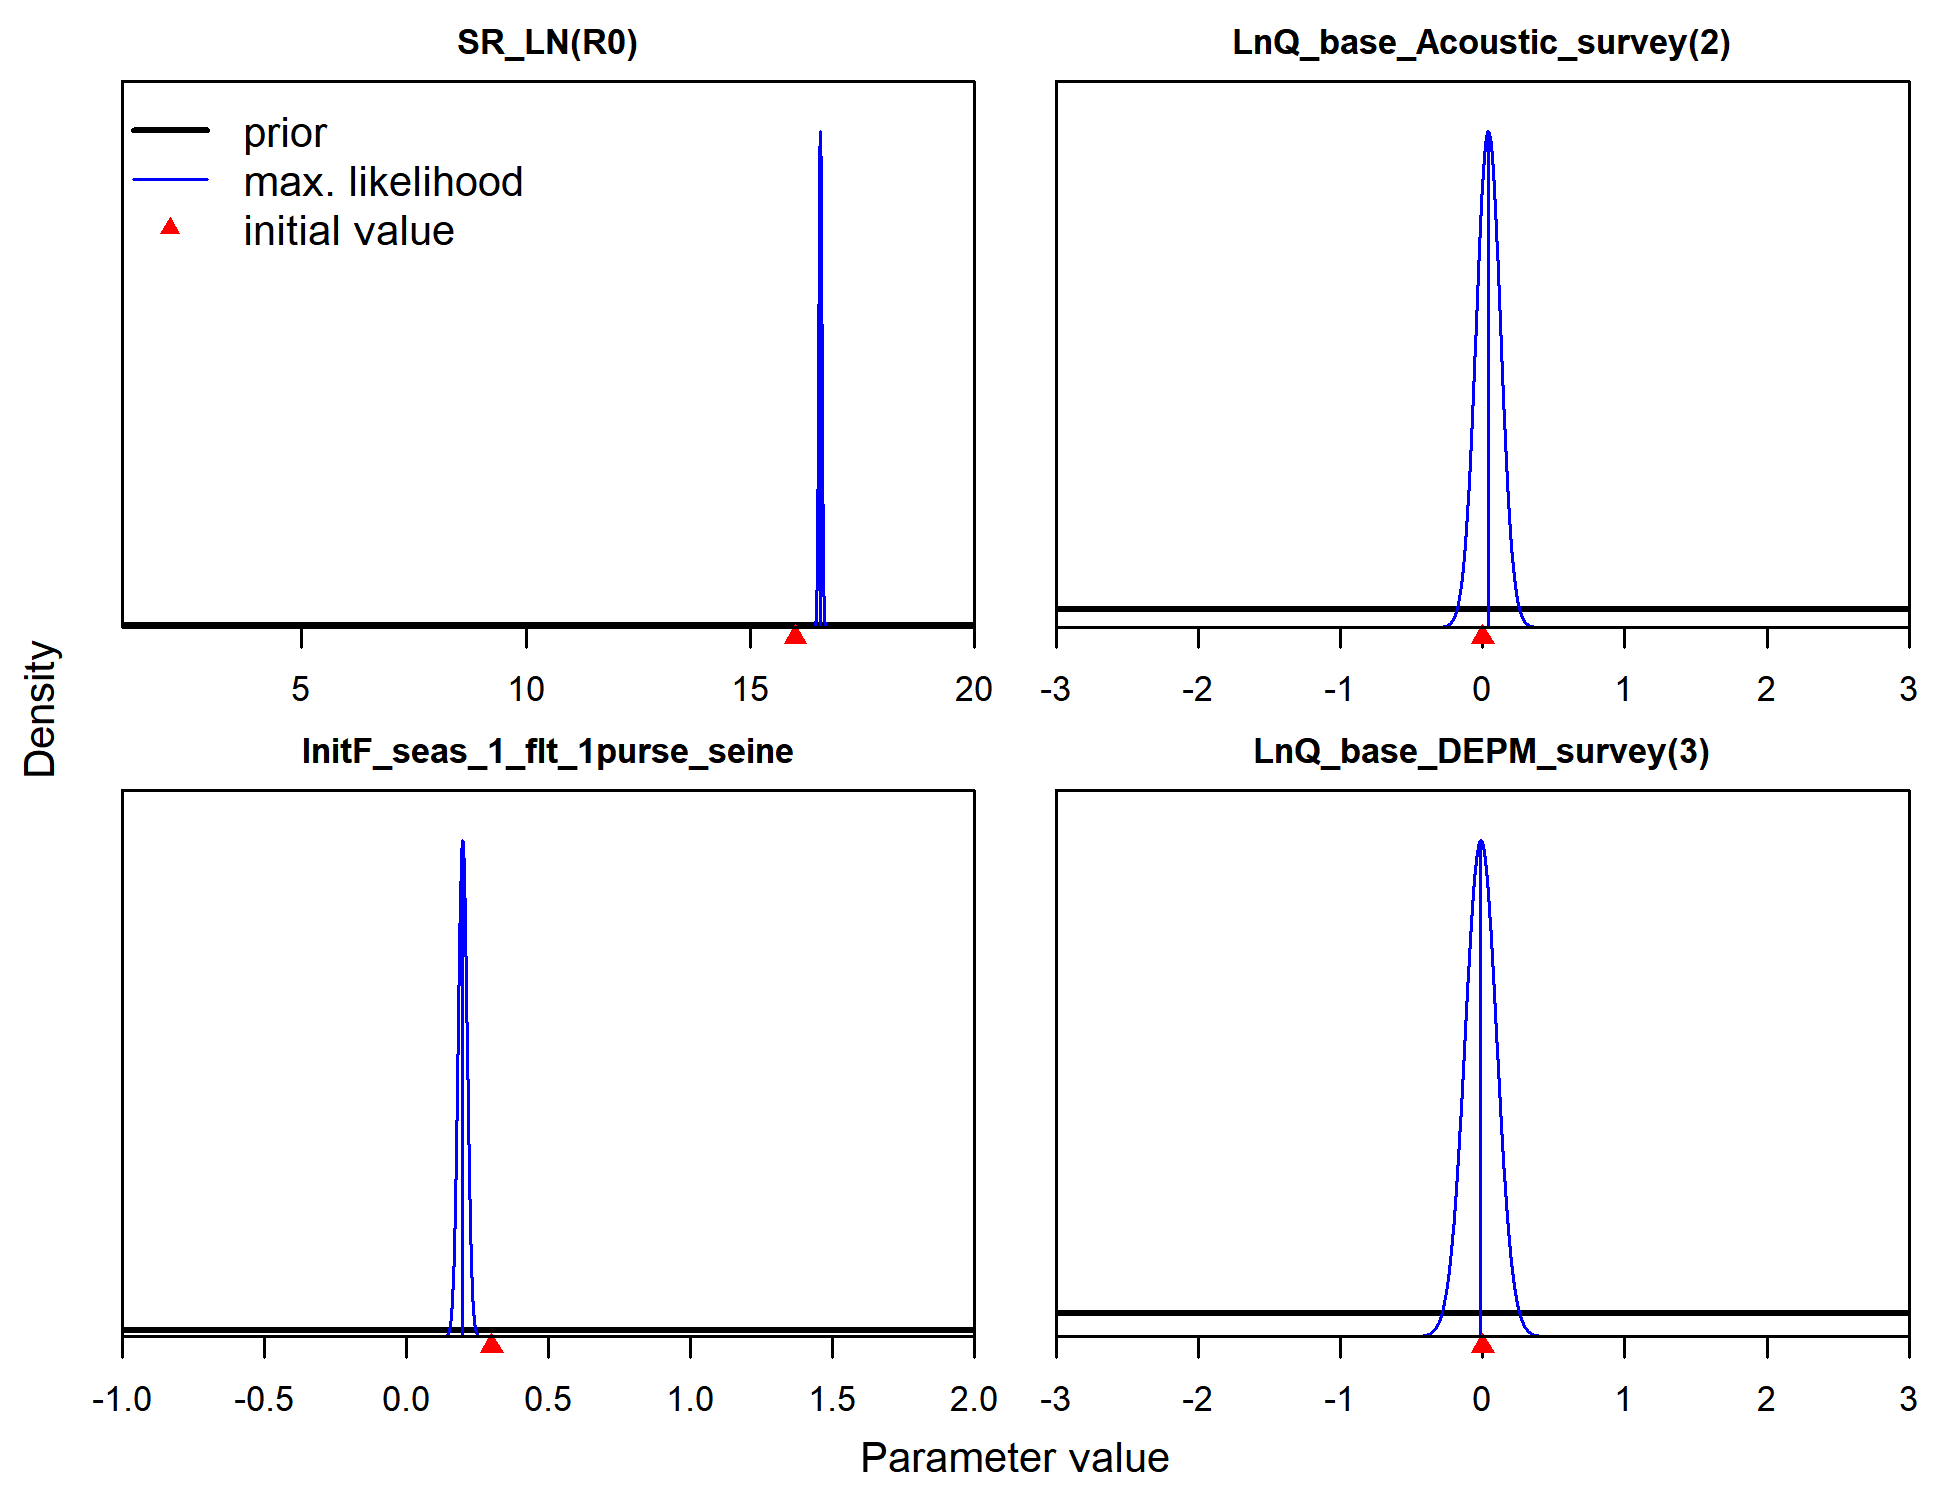 SR_LN(R0)
prior
max. likelihood
initial value
5 10 15 20
LnQ_base_Acoustic_survey(2)
-3 -2 -1 0 1 2 3
InitF_seas_1_flt_1purse_seine
-1.0 -0.5 0.0 0.5 1.0 1.5 2.0
LnQ_base_DEPM_survey(3)
-3 -2 -1 0 1 2 3
Density
Parameter value